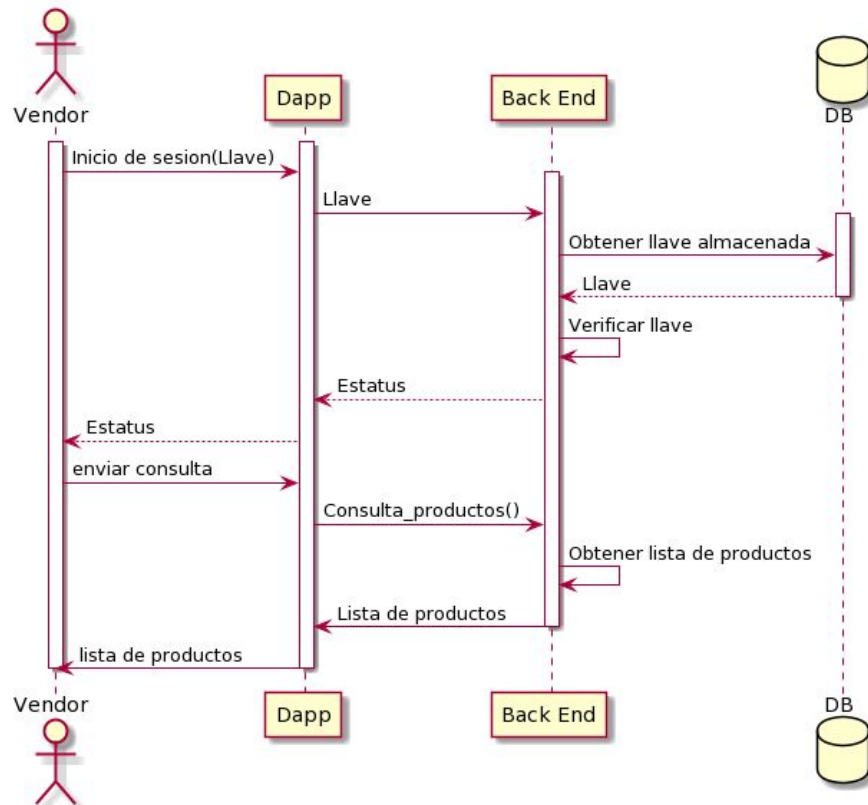 Vendor
Dapp
Back End
DB
Inicio de sesion(Llave)
Llave
Obtener llave almacenada
Llave
Verificar llave
Estatus
Estatus
enviar consulta
Consulta_productos()
Obtener lista de productos
Lista de productos
lista de productos
Vendor
Dapp
Back End
DB